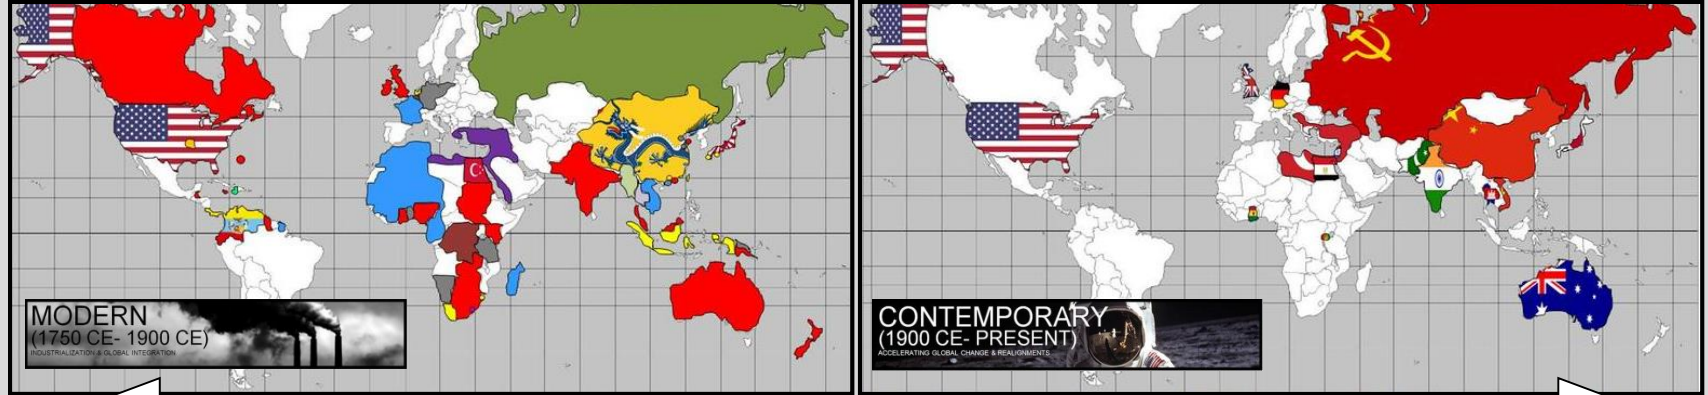 MODERN
(1750 CE- 1900 CE)
INDUSTRIALIZATION & GLOBAL INTEGRATION
CONTEMPORARY
(1900 CE- PRESENT)
ACCELERATING GLOBAL CHANGE & REALIGNMENTS